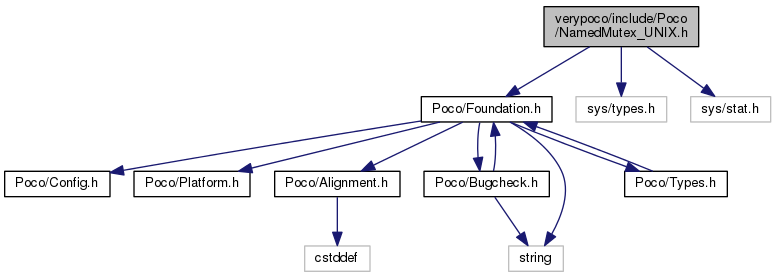 verypoco/include/Poco
/NamedMutex_UNIX.h
Poco/Foundation.h
sys/types.h
sys/stat.h
Poco/Config.h
Poco/Platform.h
Poco/Alignment.h
Poco/Bugcheck.h
Poco/Types.h
cstddef
string